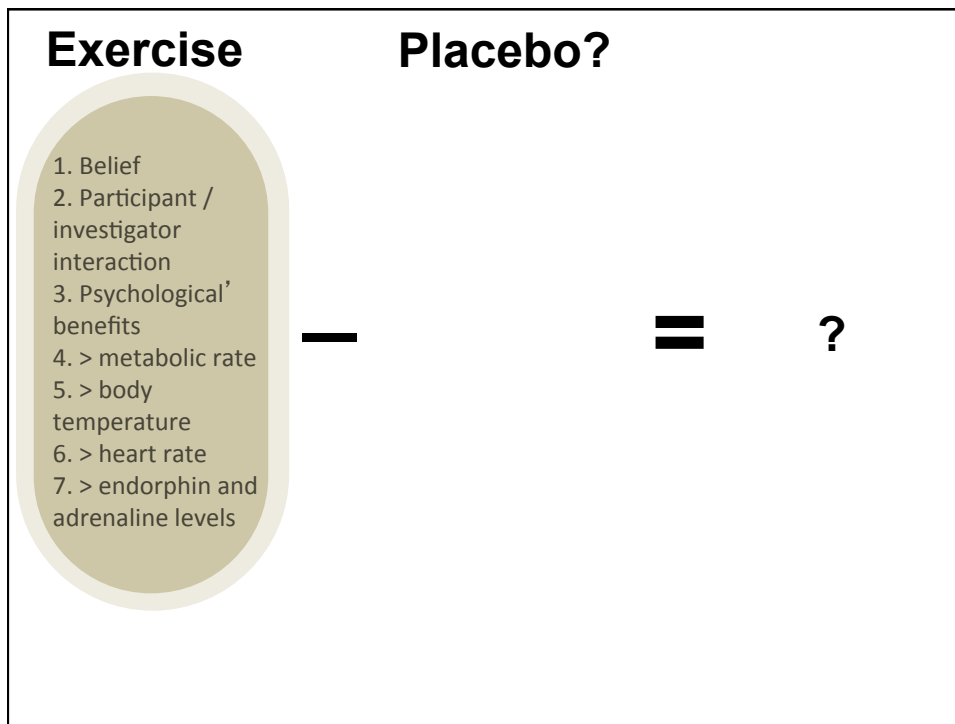 Exercise Placebo?
1. Belief
2. Participant /
investigator
interaction
3. Psychological’
benefits
4. > metabolic rate
5. > body
temperature
6. > heart rate
7. > endorphin and
adrenaline levels
— = ?